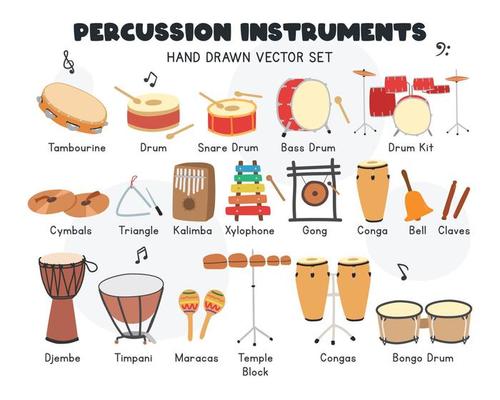 PERCUSSION INSTRUMENTS
HAND DRAWN VECTOR SET
Tambourine Drum Snare Drum Bass Drum Drum Kit
Cymbals Triangle Kalimba Xylophone Gong Conga Bell Claves
Djembe Timpani Maracas Temple Congas Bongo Drum
Block